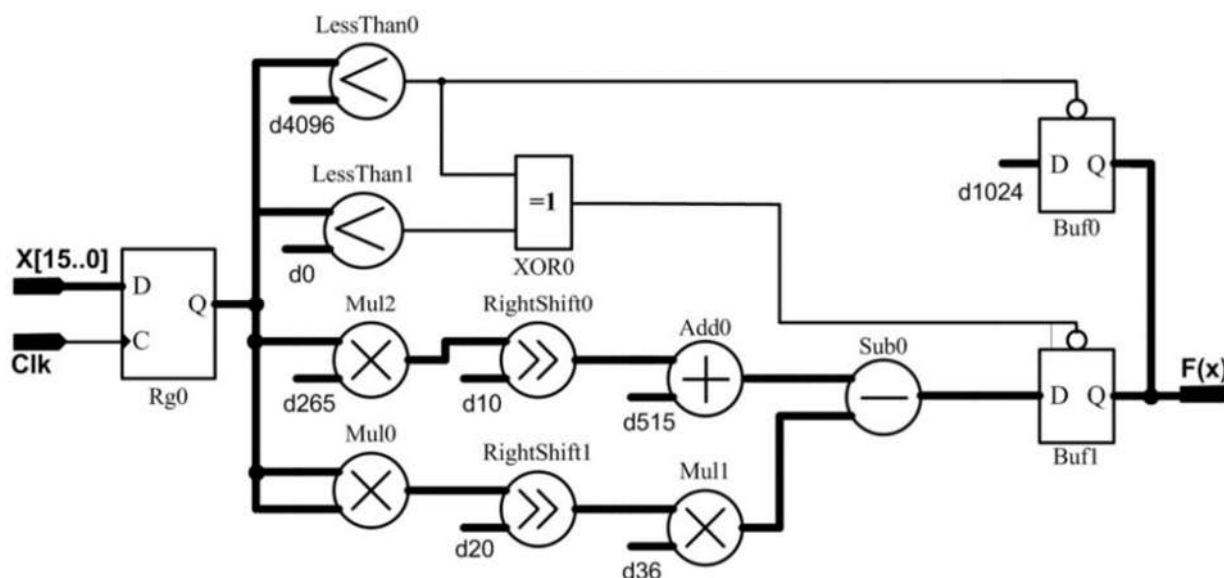 LessThan0
d4096
LessThan1
d0
=1
XOR0
D Q
d1024
Buf0
X[15..0]
Clk
D Q
C
Rg0
Mul2
d265
RightShift0
d10
Add0
d515
Sub0
D Q
Buf1
F(x)
Mul0
RightShift1
d20
Mul1
d36